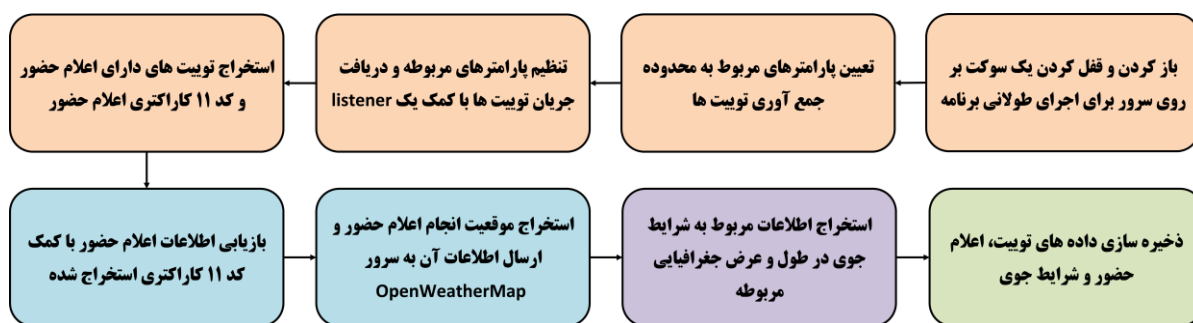 باز کردن و قفل کردن یک سوکت بر
روی سرور برای اجرای طولانی برنامه
تعیین پارامترهای مربوط به محدوده
جمع آوری توییت ها
تنظیم پارامترهای مربوطه و دریافت
جریان توییت ها با کمک یک listener
استخراج توییت های دارای اعلام حضور
و کد ۱۱ کاراکتری اعلام حضور
بازیابی اطلاعات اعلام حضور با کمک
کد ۱۱ کاراکتری استخراج شده
استخراج موقعیت انجام اعلام حضور و
ارسال اطلاعات آن به سرور
OpenWeatherMap
استخراج اطلاعات مربوط به شرایط
جوی در طول و عرض جغرافیایی
مربوطه
ذخیره سازی داده های توییت، اعلام
حضور و شرایط جوی